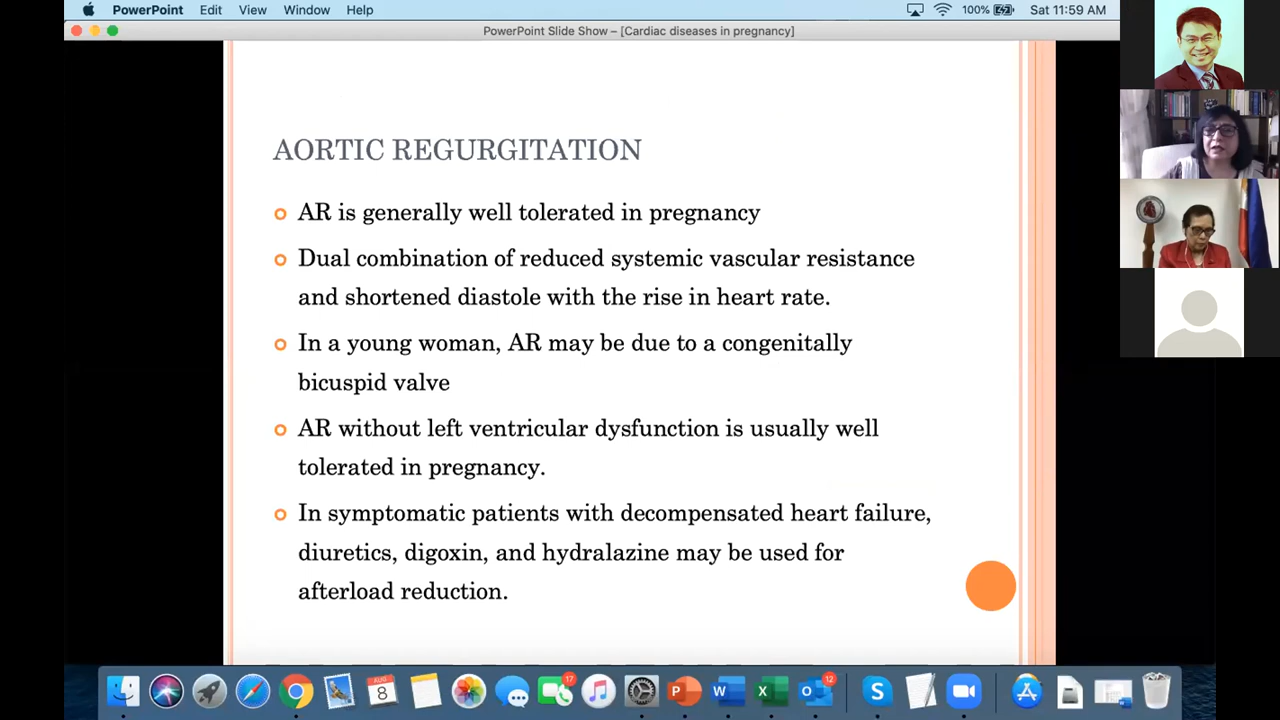 PowerPoint Edit View Window Help 100% Sat 11:59 AM
PowerPoint Slide Show – [Cardiac diseases in pregnancy]
AORTIC REGURGITATION
AR is generally well tolerated in pregnancy
Dual combination of reduced systemic vascular resistance
and shortened diastole with the rise in heart rate.
In a young woman, AR may be due to a congenitally
bicuspid valve
AR without left ventricular dysfunction is usually well
tolerated in pregnancy.
In symptomatic patients with decompensated heart failure,
diuretics, digoxin, and hydralazine may be used for
afterload reduction.
AUG
8
17
P
W
X
O
12
S